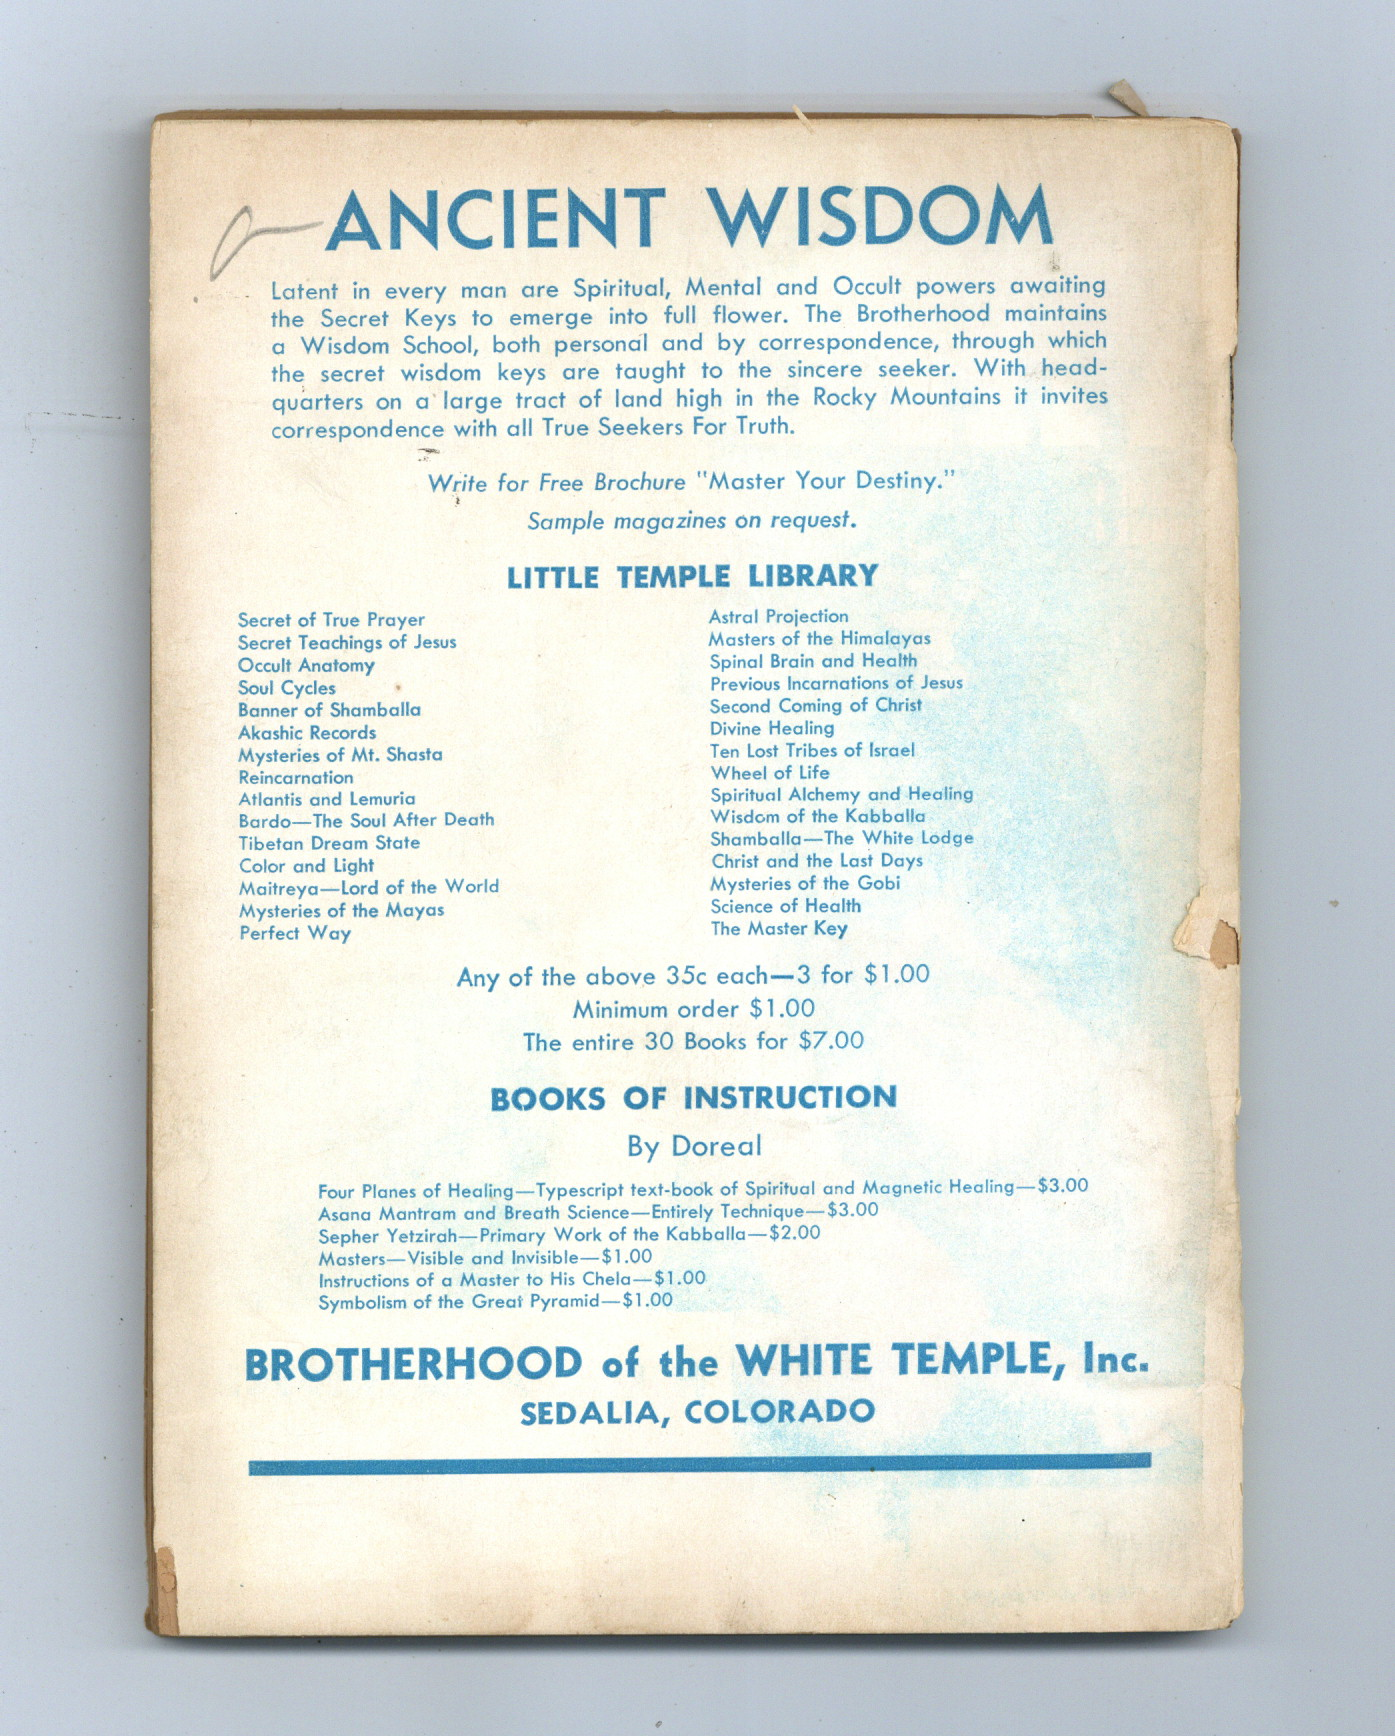 ANCIENT WISDOM
Latent in every man are Spiritual, Mental and Occult powers awaiting
the Secret Keys to emerge into full flower. The Brotherhood maintains
a Wisdom School, both personal and by correspondence, through which
the secret wisdom keys are taught to the sincere seeker. With head-
quarters on a large tract of land high in the Rocky Mountains it invites
correspondence with all True Seekers For Truth.
Write for Free Brochure "Master Your Destiny."
Sample magazines on request.
LITTLE TEMPLE LIBRARY
Secret of True Prayer
Secret Teachings of Jesus
Occult Anatomy
Soul Cycles
Banner of Shamballa
Akashic Records
Mysteries of Mt. Shasta
Reincarnation
Atlantis and Lemuria
Bardo—The Soul After Death
Tibetan Dream State
Color and Light
Maitreya—Lord of the World
Mysteries of the Mayas
Perfect Way
Astral Projection
Masters of the Himalayas
Spinal Brain and Health
Previous Incarnations of Jesus
Second Coming of Christ
Divine Healing
Ten Lost Tribes of Israel
Wheel of Life
Spiritual Alchemy and Healing
Wisdom of the Kabballa
Shamballa—The White Lodge
Christ and the Last Days
Mysteries of the Gobi
Science of Health
The Master Key
Any of the above 35c each—3 for $1.00
Minimum order $1.00
The entire 30 Books for $7.00
BOOKS OF INSTRUCTION
By Doreal
Four Planes of Healing—Typescript text-book of Spiritual and Magnetic Healing—$3.00
Asana Mantram and Breath Science—Entirely Technique—$3.00
Sepher Yetzirah—Primary Work of the Kabballa—$2.00
Masters—Visible and Invisible—$1.00
Instructions of a Master to His Chela—$1.00
Symbolism of the Great Pyramid—$1.00
BROTHERHOOD of the WHITE TEMPLE, Inc.
SEDALIA, COLORADO